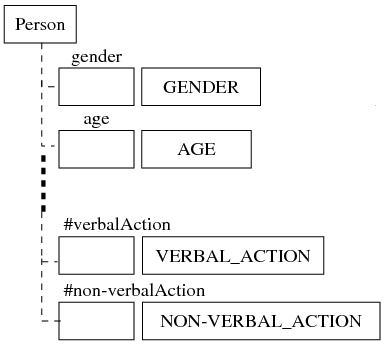 Person
gender
GENDER
age
AGE
#verbalAction
VERBAL_ACTION
#non-verbalAction
NON-VERBAL_ACTION